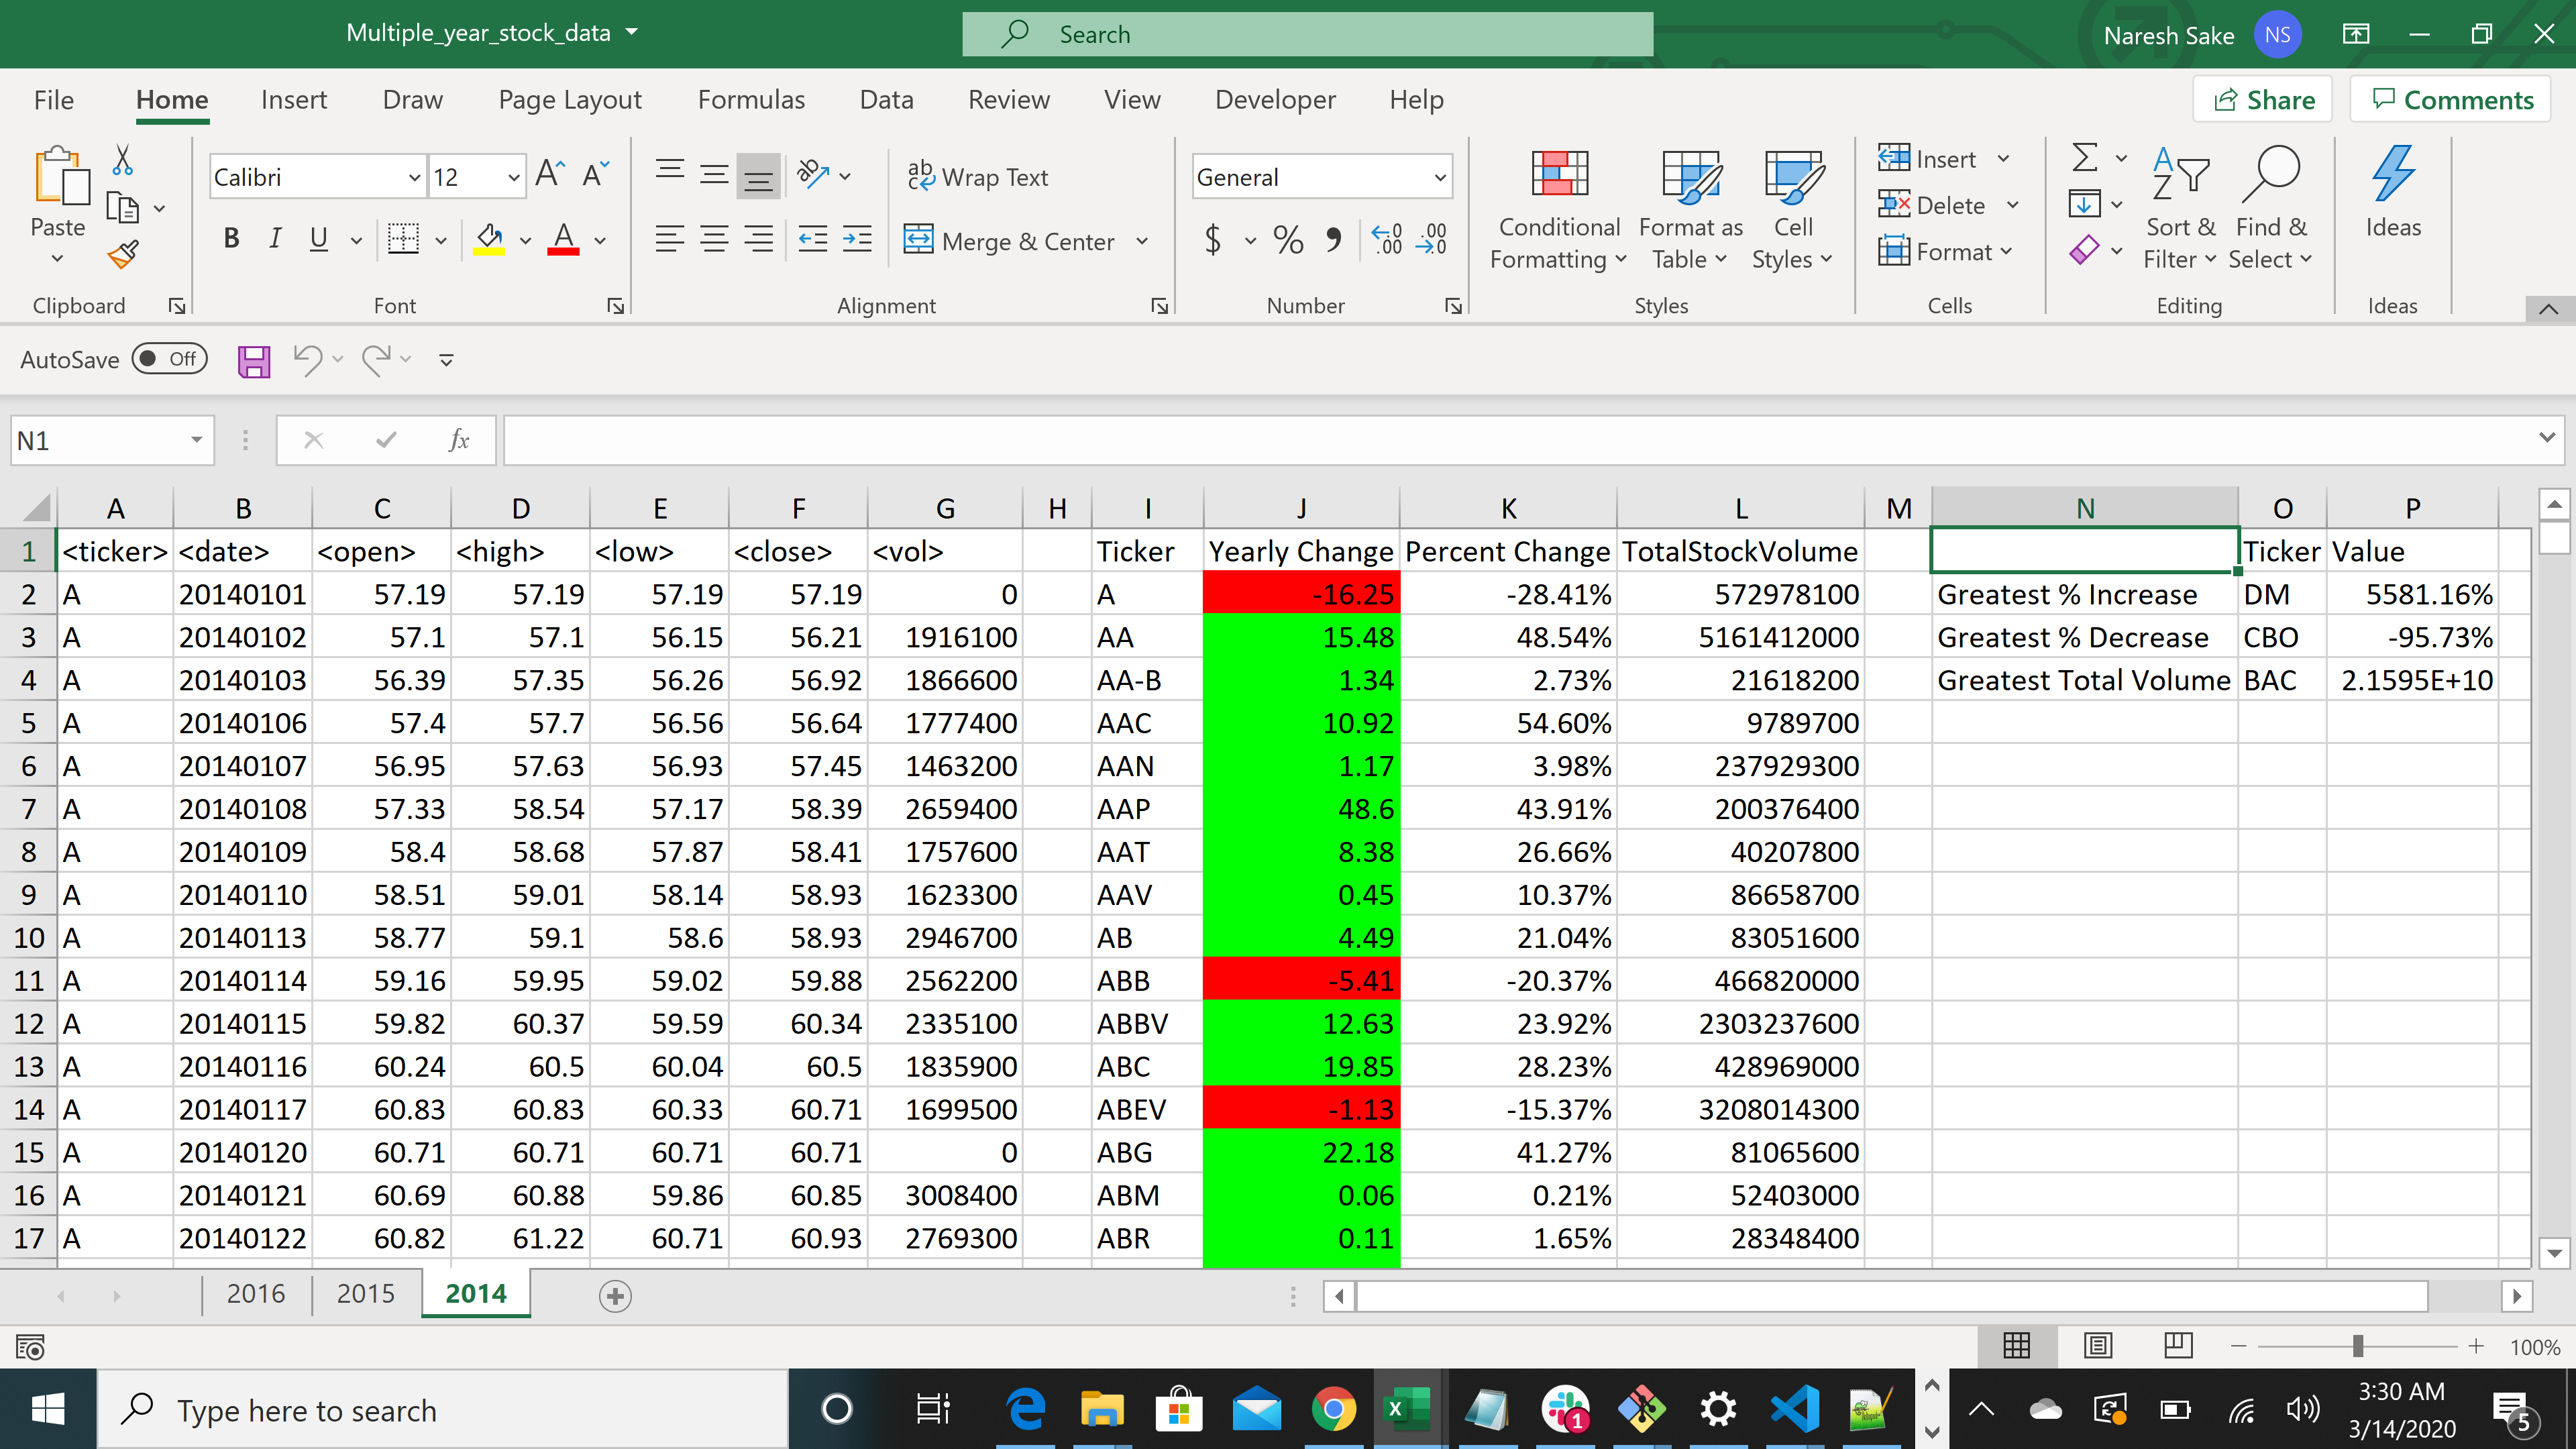 Multiple_year_stock_data
Search
Naresh Sake NS
File Home Insert Draw Page Layout Formulas Data Review View Developer Help Share Comments
Paste
Clipboard
Calibri 12
B I U A
Font
Wrap Text
Merge & Center
Alignment
General
$ % 9
Number
Conditional Formatting
Format as Table
Cell Styles
Styles
Insert
Delete
Format
Cells
Sort & Filter
Find & Select
Editing
Ideas
Ideas
AutoSave Off
N1 fx
A B C D E F G H I J K L M N O P
1 <ticker> <date> <open> <high> <low> <close> <vol> Ticker Yearly Change Percent Change TotalStockVolume Ticker Value
2 A 20140101 57.19 57.19 57.19 57.19 0 A -16.25 -28.41% 572978100 Greatest % Increase DM 5581.16%
3 A 20140102 57.1 57.1 56.15 56.21 1916100 AA 15.48 48.54% 5161412000 Greatest % Decrease CBO -95.73%
4 A 20140103 56.39 57.35 56.26 56.92 1866600 AA-B 1.34 2.73% 21618200 Greatest Total Volume BAC 2.1595E+10
5 A 20140106 57.4 57.7 56.56 56.64 1777400 AAC 10.92 54.60% 9789700
6 A 20140107 56.95 57.63 56.93 57.45 1463200 AAN 1.17 3.98% 237929300
7 A 20140108 57.33 58.54 57.17 58.39 2659400 AAP 48.6 43.91% 200376400
8 A 20140109 58.4 58.68 57.87 58.41 1757600 AAT 8.38 26.66% 40207800
9 A 20140110 58.51 59.01 58.14 58.93 1623300 AAV 0.45 10.37% 86658700
10 A 20140113 58.77 59.1 58.6 58.93 2946700 AB 4.49 21.04% 83051600
11 A 20140114 59.16 59.95 59.02 59.88 2562200 ABB -5.41 -20.37% 466820000
12 A 20140115 59.82 60.37 59.59 60.34 2335100 ABBV 12.63 23.92% 2303237600
13 A 20140116 60.24 60.5 60.04 60.5 1835900 ABC 19.85 28.23% 428969000
14 A 20140117 60.83 60.83 60.33 60.71 1699500 ABEV -1.13 -15.37% 3208014300
15 A 20140120 60.71 60.71 60.71 60.71 0 ABG 22.18 41.27% 81065600
16 A 20140121 60.69 60.88 59.86 60.85 3008400 ABM 0.06 0.21% 52403000
17 A 20140122 60.82 61.22 60.71 60.93 2769300 ABR 0.11 1.65% 28348400
2016 2015 2014
100%
Type here to search
1
3:30 AM
3/14/2020
5